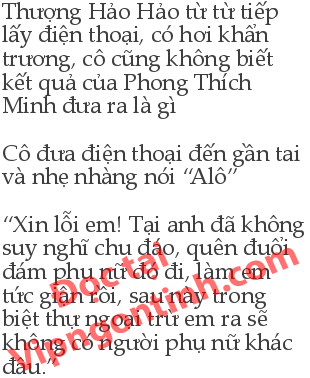 Thượng Hảo Hảo từ từ tiếp
lấy điện thoại, có hơi khẩn
trương, cô cũng không biết
kết quả của Phong Thích
Minh đưa ra là gì
Cô đưa điện thoại đến gần tai
và nhẹ nhàng nói “Alô”
“Xin lỗi em! Tại anh đã không
suy nghĩ chu đáo, quên đuổi
đám phụ nữ đó đi, làm em
tức giận rồi, sau này trong
biệt thự ngoại trừ em ra sẽ
không có người phụ nữ khác
đâu.”
Đọc tại
Vipngontinh.com